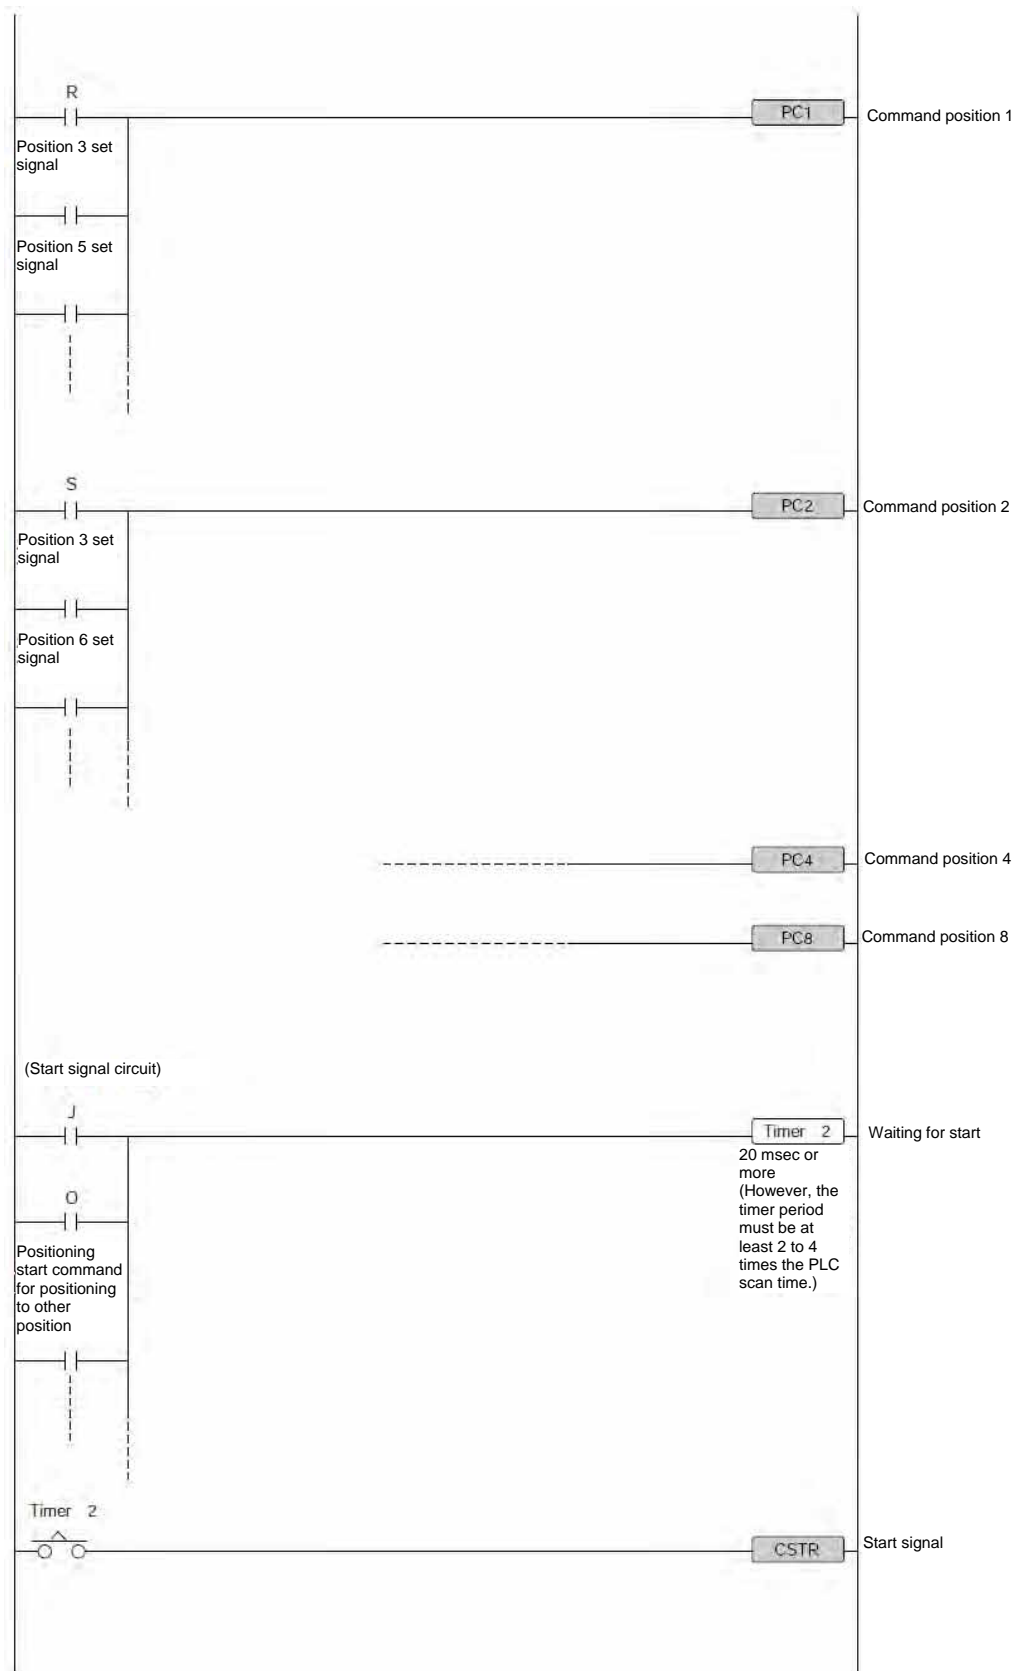 R
PC1
Command position 1
Position 3 set
signal
Position 5 set
signal
S
PC2
Command position 2
Position 3 set
signal
Position 6 set
signal
PC4
Command position 4
PC8
Command position 8
(Start signal circuit)
J
Timer 2
Waiting for start
20 msec or
more
(However, the
timer period
must be at
least 2 to 4
times the PLC
scan time.)
O
Positioning
start command
for positioning
to other
position
Timer 2
CSTR
Start signal